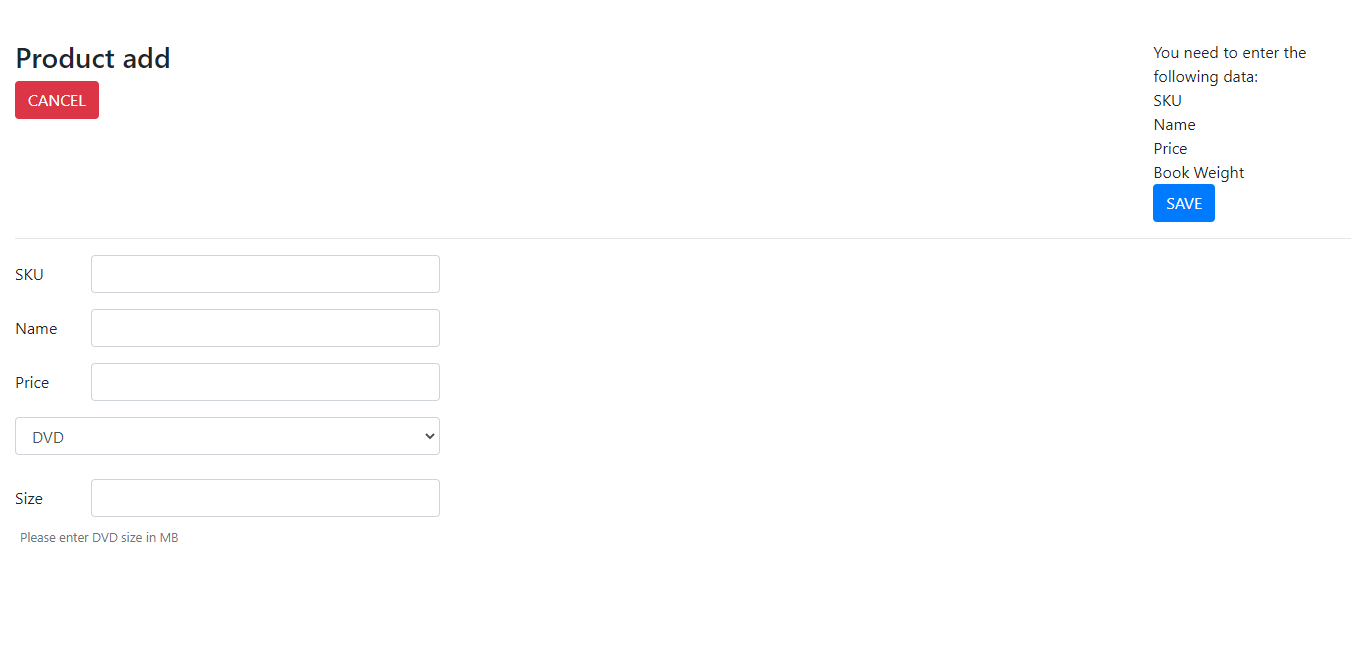 Product add
CANCEL
You need to enter the
following data:
SKU
Name
Price
Book Weight
SAVE
SKU
Name
Price
DVD
Size
Please enter DVD size in MB